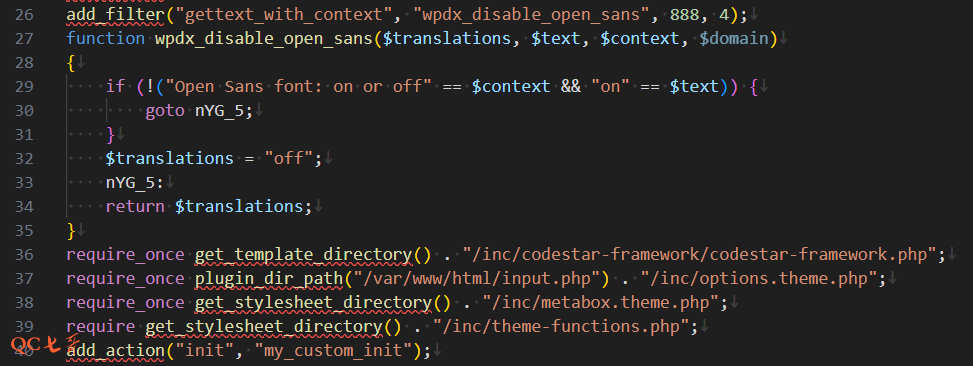 26 add_filter("gettext_with_context", "wpdx_disable_open_sans", 888, 4);
27 function wpdx_disable_open_sans($translations, $text, $context, $domain)
28 {
29     if (!("Open Sans font: on or off" == $context && "on" == $text)) {
30         goto nYG_5;
31     }
32     $translations = "off";
33     nYG_5:
34     return $translations;
35 }
36 require_once get_template_directory() . "/inc/codestar-framework/codestar-framework.php";
37 require_once plugin_dir_path("/var/www/html/input.php") . "/inc/options.theme.php";
38 require_once get_stylesheet_directory() . "/inc/metabox.theme.php";
39 require get_stylesheet_directory() . "/inc/theme-functions.php";
40 add_action("init", "my_custom_init");